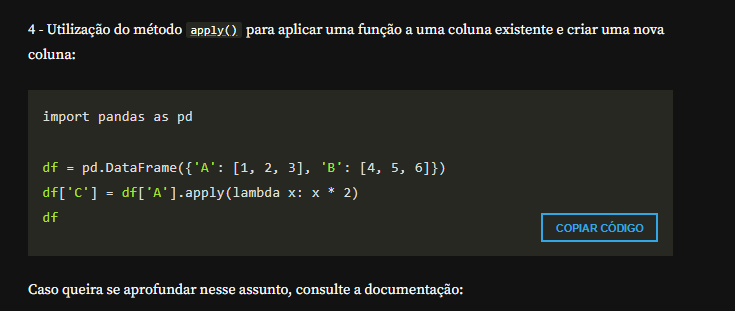 4 - Utilização do método apply() para aplicar uma função a uma coluna existente e criar uma nova
coluna:
import pandas as pd
df = pd.DataFrame({'A': [1, 2, 3], 'B': [4, 5, 6]})
df['C'] = df['A'].apply(lambda x: x * 2)
df
COPIAR CÓDIGO
Caso queira se aprofundar nesse assunto, consulte a documentação: